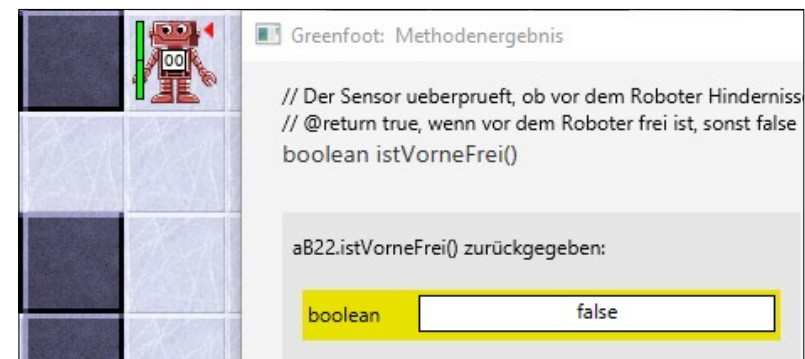 Greenfoot: Methodenergebnis
00
// Der Sensor ueberprueft, ob vor dem Roboter Hindernisse
// @return true, wenn vor dem Roboter frei ist, sonst false
boolean istVorneFrei()
aB22.istVorneFrei() zurückgegeben:
boolean false